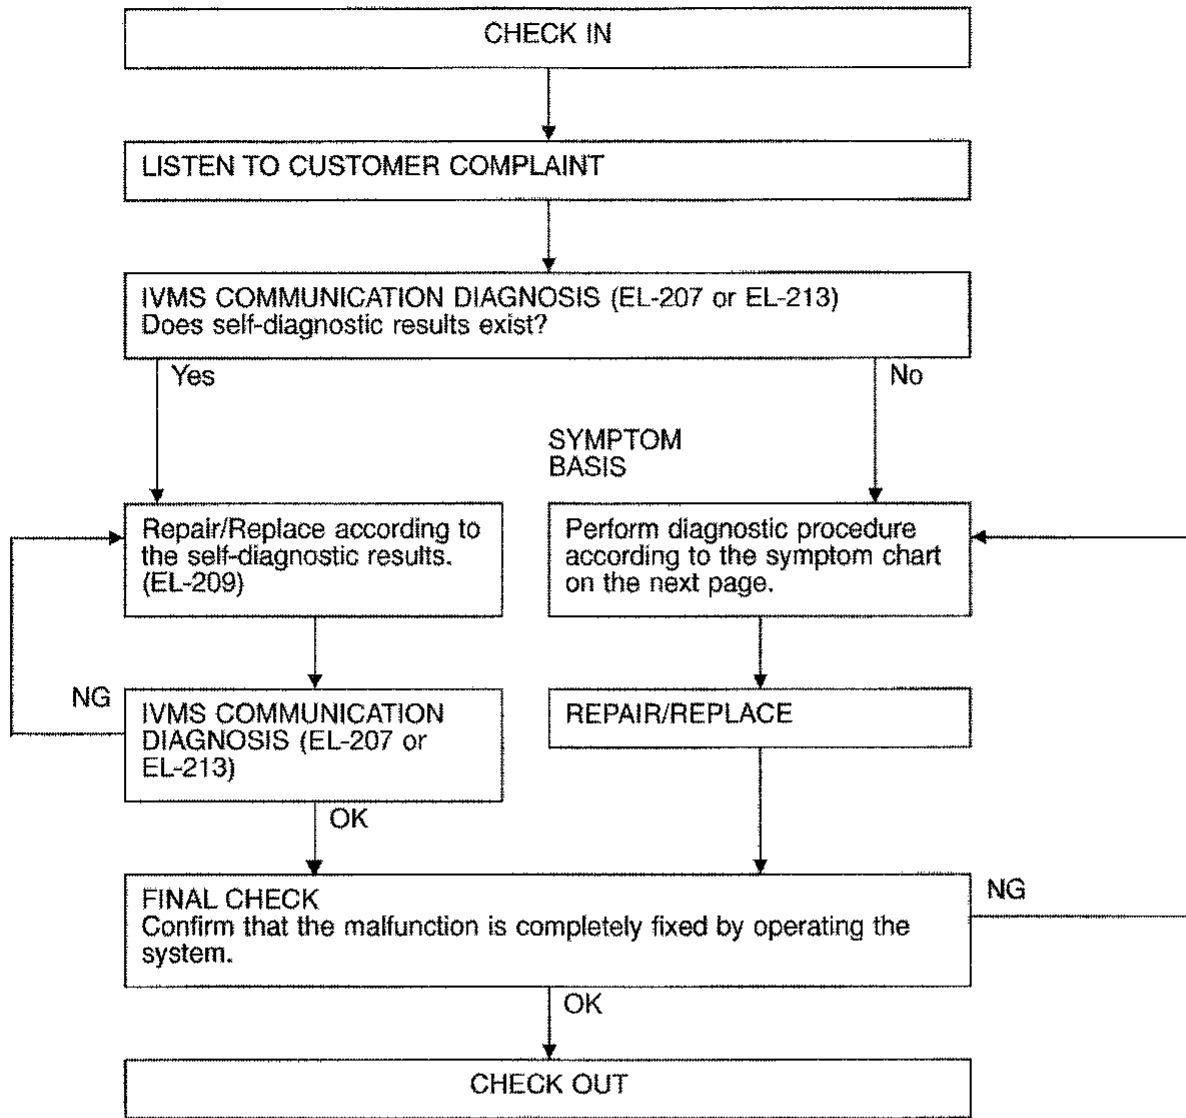 CHECK IN
LISTEN TO CUSTOMER COMPLAINT
IVMS COMMUNICATION DIAGNOSIS (EL-207 or EL-213)
Does self-diagnostic results exist?
Yes
No
SYMPTOM
BASIS
Repair/Replace according to
the self-diagnostic results.
(EL-209)
Perform diagnostic procedure
according to the symptom chart
on the next page.
NG
IVMS COMMUNICATION
DIAGNOSIS (EL-207 or
EL-213)
REPAIR/REPLACE
OK
FINAL CHECK
Confirm that the malfunction is completely fixed by operating the
system.
NG
OK
CHECK OUT